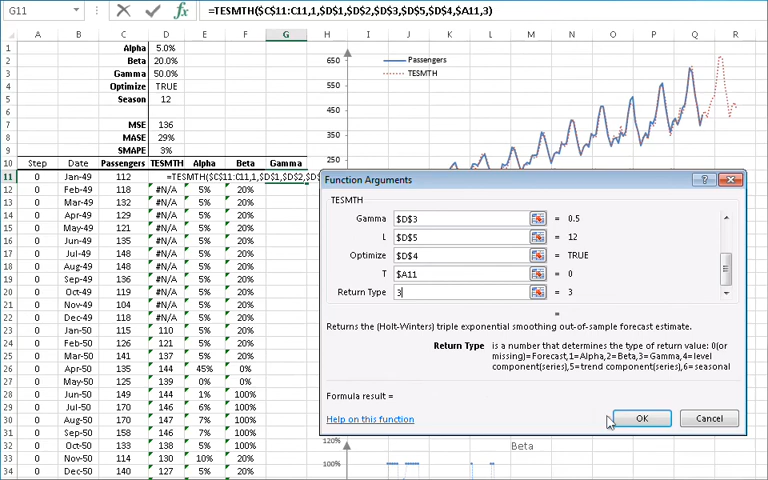 G11 =TESMTH($C$11:C11,1,$D$1,$D$2,$D$3,$D$5,$D$4,$A11,3)
A B C D E F G H I J K L M N O P Q R
1 Alpha 5.0%
2 Beta 20.0%
3 Gamma 50.0%
4 Optimize TRUE
5 Season 12
6
7 MSE 136
8 MASE 29%
9 SMAPE 3%
650
550
450
350
250
Passengers
TESMTH
10 Step Date Passengers TESMTH Alpha Beta Gamma
11 0 Jan-49 112 =TESMTH($C$11:C11,1,$D$1,$D$2,$D$
12 0 Feb-49 118 #N/A 5% 20%
13 0 Mar-49 132 #N/A 5% 20%
14 0 Apr-49 129 #N/A 5% 20%
15 0 May-49 121 #N/A 5% 20%
16 0 Jun-49 135 #N/A 5% 20%
17 0 Jul-49 148 #N/A 5% 20%
18 0 Aug-49 148 #N/A 5% 20%
19 0 Sep-49 136 #N/A 5% 20%
20 0 Oct-49 119 #N/A 5% 20%
21 0 Nov-49 104 #N/A 5% 20%
22 0 Dec-49 118 #N/A 5% 20%
23 0 Jan-50 115 110 5% 20%
24 0 Feb-50 126 121 5% 20%
25 0 Mar-50 141 137 5% 20%
26 0 Apr-50 135 144 45% 0%
27 0 May-50 125 139 0% 0%
28 0 Jun-50 149 144 1% 100%
29 0 Jul-50 170 146 6% 100%
30 0 Aug-50 170 147 7% 100%
31 0 Sep-50 158 146 7% 100%
32 0 Oct-50 133 138 5% 100%
33 0 Nov-50 114 130 10% 20%
34 0 Dec-50 140 127 5% 20%
Function Arguments
TESMTH
Gamma $D$3 = 0.5
L $D$5 = 12
Optimize $D$4 = TRUE
T $A11 = 0
Return Type 3 = 3
=
Returns the (Holt-Winters) triple exponential smoothing out-of-sample forecast estimate.
Return Type is a number that determines the type of return value: 0(or
missing)=Forecast,1=Alpha,2=Beta,3=Gamma,4=level
component(series),5=trend component(series),6=seasonal
Formula result =
Help on this function
OK Cancel
Beta
120%
100%